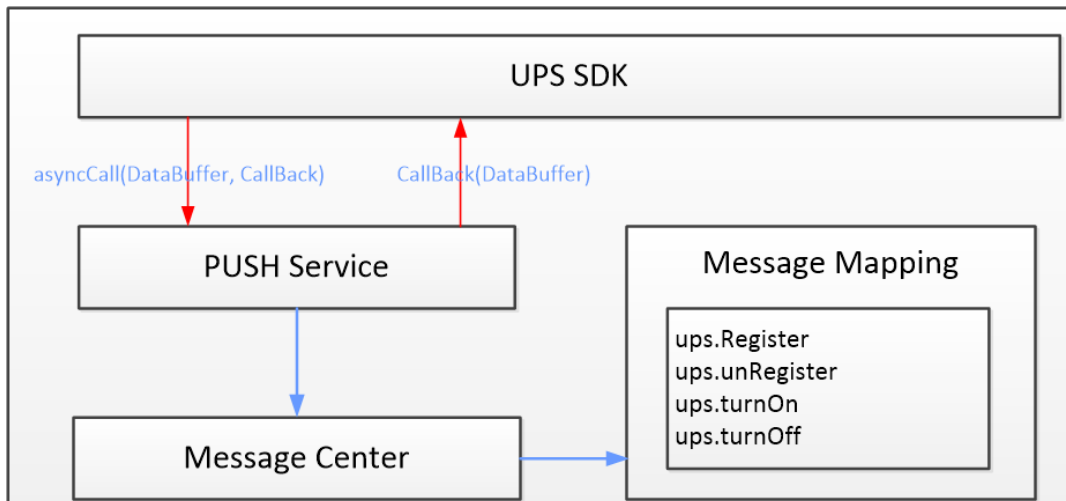 UPS SDK
asyncCall(DataBuffer, CallBack)
CallBack(DataBuffer)
PUSH Service
Message Mapping
ups.Register
ups.unRegister
ups.turnOn
ups.turnOff
Message Center